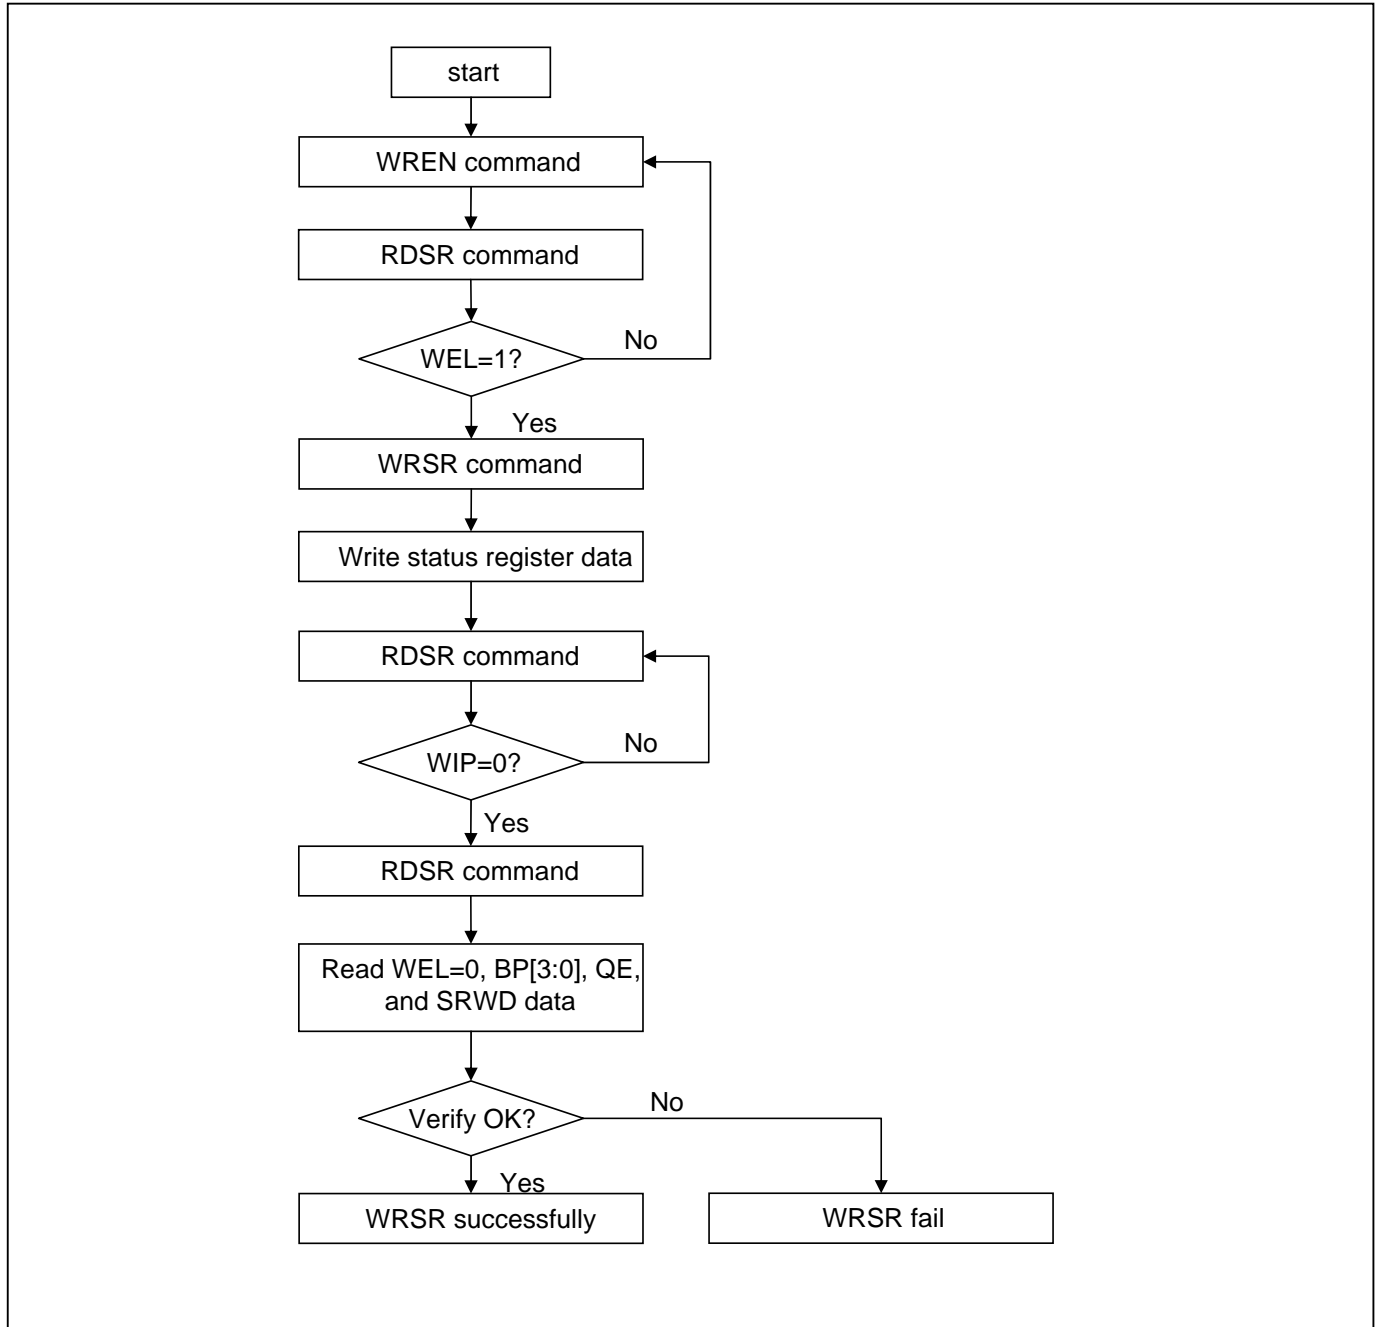 start
WREN command
RDSR command
WEL=1?
No
Yes
WRSR command
Write status register data
RDSR command
WIP=0?
No
Yes
RDSR command
Read WEL=0, BP[3:0], QE,
and SRWD data
Verify OK?
No
Yes
WRSR successfully
WRSR fail